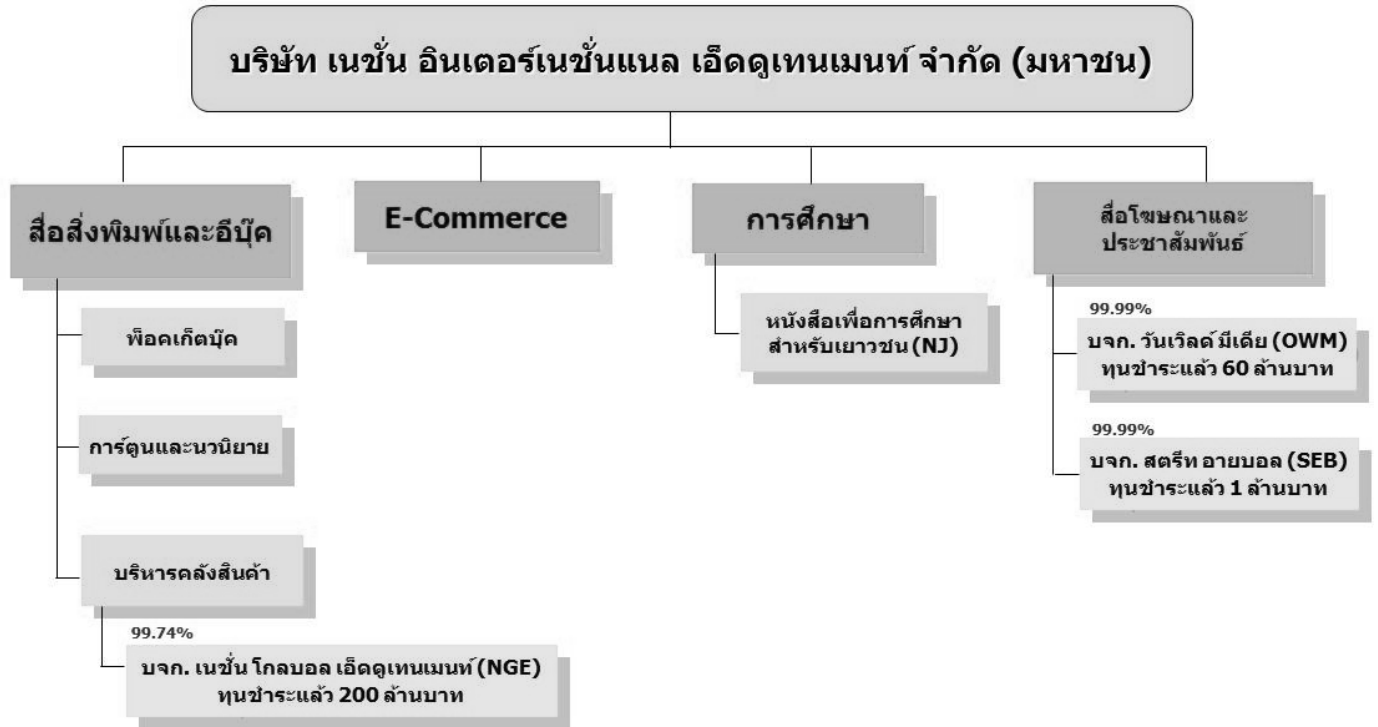 บริษัท เนชั่น อินเตอร์เนชั่นแนล เอ็ดดูเทนเมนท์ จำกัด (มหาชน)
สื่อสิ่งพิมพ์และอีบุ๊ค
พ็อคเก็ตบุ๊ค
การ์ตูนและนวนิยาย
บริหารคลังสินค้า
99.74%
บจก. เนชั่น โกลบอล เอ็ดดูเทนเมนท์ (NGE)
ทุนชำระแล้ว 200 ล้านบาท
E-Commerce
การศึกษา
หนังสือเพื่อการศึกษา
สำหรับเยาวชน (NJ)
สื่อโฆษณาและ
ประชาสัมพันธ์
99.99%
บจก. วันเวิลด์ มีเดีย (OWM)
ทุนชำระแล้ว 60 ล้านบาท
99.99%
บจก. สตรีท อายบอล (SEB)
ทุนชำระแล้ว 1 ล้านบาท